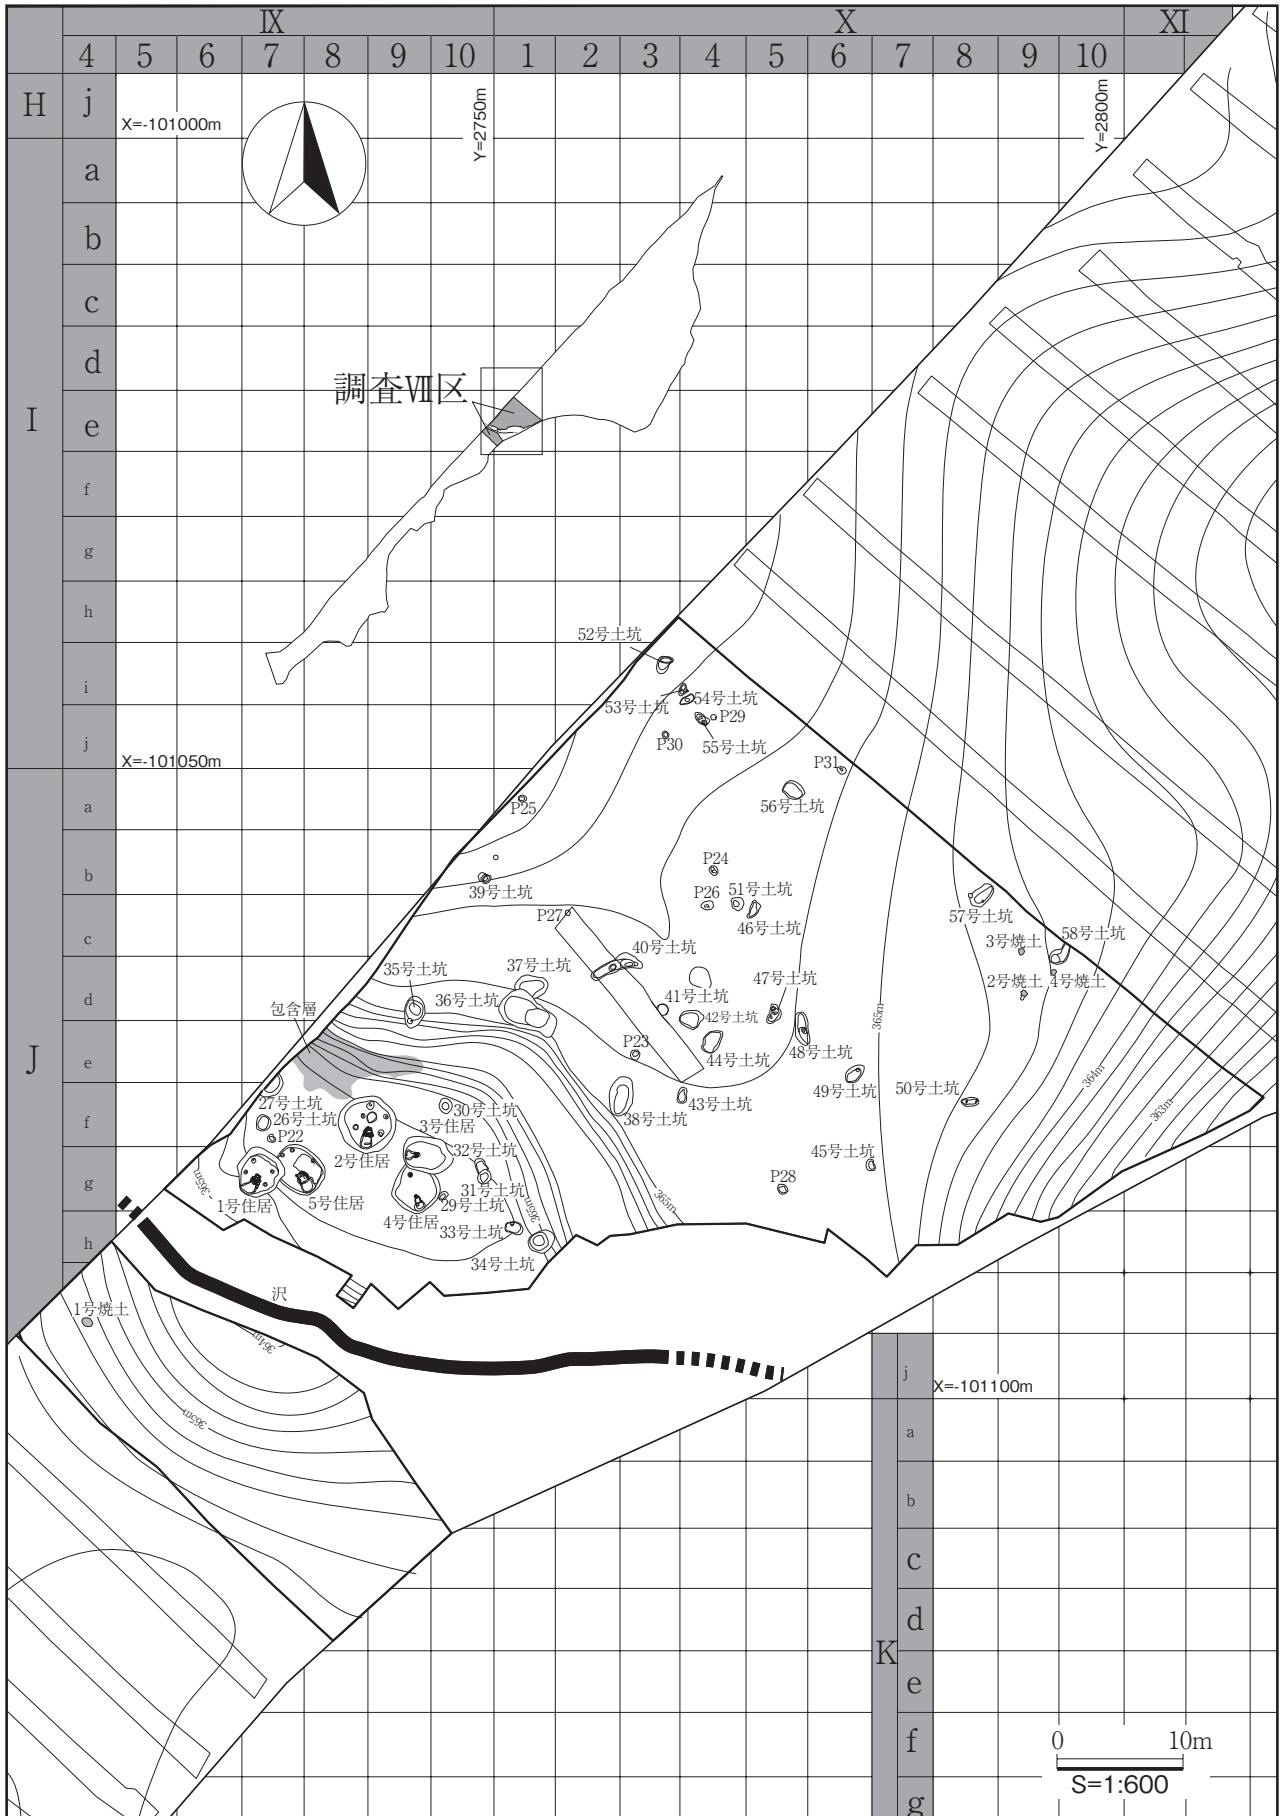 Ⅸ Ⅹ Ⅺ
4 5 6 7 8 9 10 1 2 3 4 5 6 7 8 9 10
H j
X=-101000m
Y=2750m
Y=2800m
I
a
b
c
d
調査Ⅶ区
e
f
g
h
52号土坑
i
53号土坑
54号土坑
P29
j
P30
55号土坑
X=-101050m
P31
J
a
P25
56号土坑
b
39号土坑
P24
P26
51号土坑
46号土坑
57号土坑
P27
c
40号土坑
3号焼土
58号土坑
35号土坑
37号土坑
36号土坑
41号土坑
47号土坑
2号焼土
4号焼土
d
包含層
42号土坑
365m
e
P23
44号土坑
48号土坑
49号土坑
50号土坑
364m
363m
27号土坑
26号土坑
P22
30号土坑
3号住居
38号土坑
43号土坑
f
2号住居
32号土坑
45号土坑
g
365m
1号住居
5号住居
31号土坑
29号土坑
4号住居
33号土坑
365m
365m
P28
h
34号土坑
沢
1号焼土
364m
365m
j
X=-101100m
K
a
b
c
d
e
f
g
0 10m
S=1:600